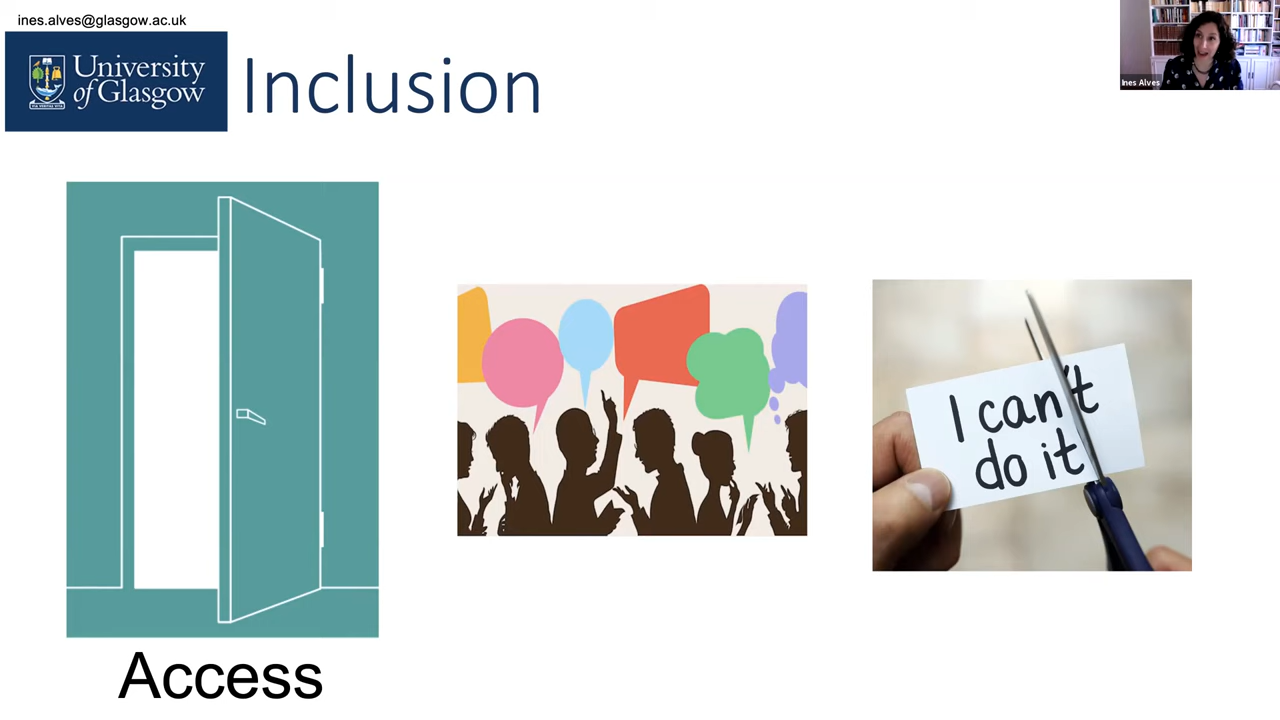 ines.alves@glasgow.ac.uk
University
of Glasgow
Inclusion
Ines Alves
I can't
do it
Access